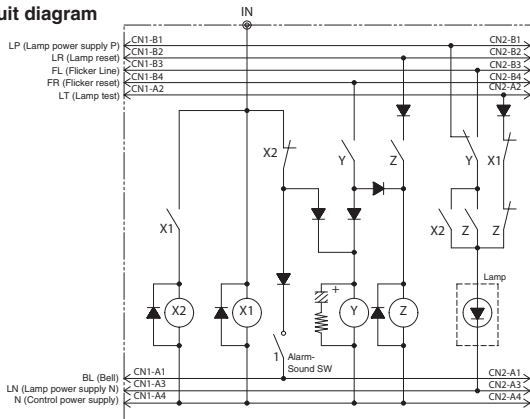 uit diagram
IN
LP (Lamp power supply P) CN1-B1 CN2-B1
LR (Lamp reset) CN1-B2 CN2-B2
FL (Flicker Line) CN1-B3 CN2-B3
FR (Flicker reset) CN1-B4 CN2-B4
LT (Lamp test) CN1-A2 CN2-A2
X2 Y Z Y X1
X1 X2 Z Z
Lamp
+
X2 X1 Y Z
1 Alarm-
Sound SW
BL (Bell) CN1-A1 CN2-A1
LN (Lamp power supply N) CN1-A3 CN2-A3
N (Control power supply) CN1-A4 CN2-A4